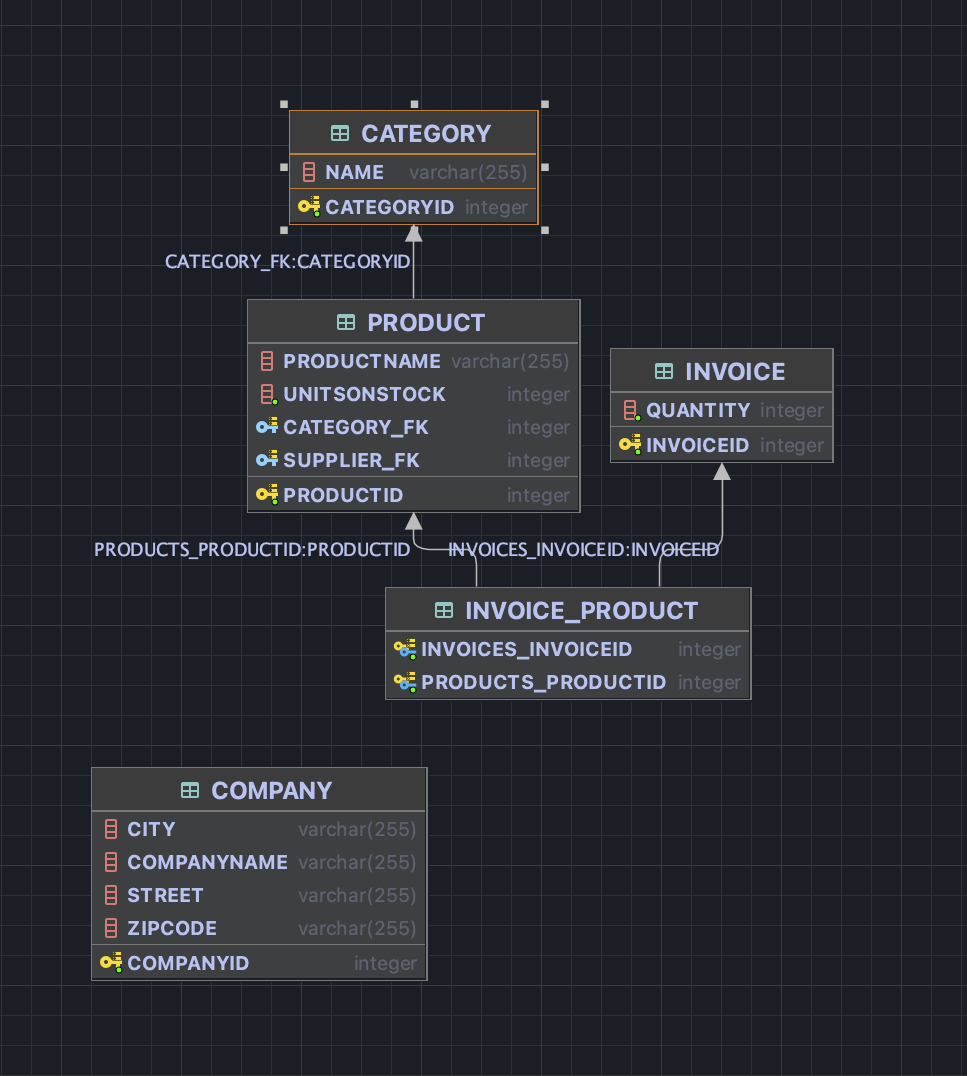 CATEGORY
NAME varchar(255)
CATEGORYID integer
CATEGORY_FK:CATEGORYID
PRODUCT
PRODUCTNAME varchar(255)
UNITSONSTOCK integer
CATEGORY_FK integer
SUPPLIER_FK integer
PRODUCTID integer
INVOICE
QUANTITY integer
INVOICEID integer
PRODUCTS_PRODUCTID:PRODUCTID
INVOICES_INVOICEID:INVOICEID
INVOICE_PRODUCT
INVOICES_INVOICEID integer
PRODUCTS_PRODUCTID integer
COMPANY
CITY varchar(255)
COMPANYNAME varchar(255)
STREET varchar(255)
ZIPCODE varchar(255)
COMPANYID integer